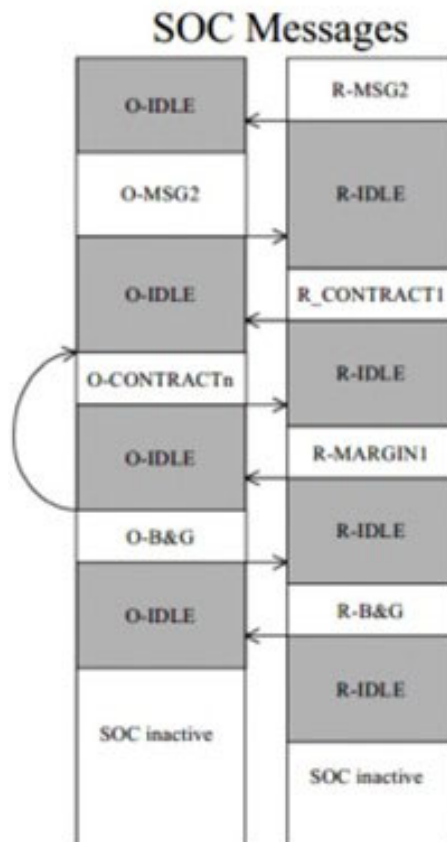 SOC Messages
O-IDLE
O-MSG2
O-IDLE
O-CONTRACTn
O-IDLE
O-B&G
O-IDLE
SOC inactive
R-MSG2
R-IDLE
R_CONTRACT1
R-IDLE
R-MARGIN1
R-IDLE
R-B&G
R-IDLE
SOC inactive